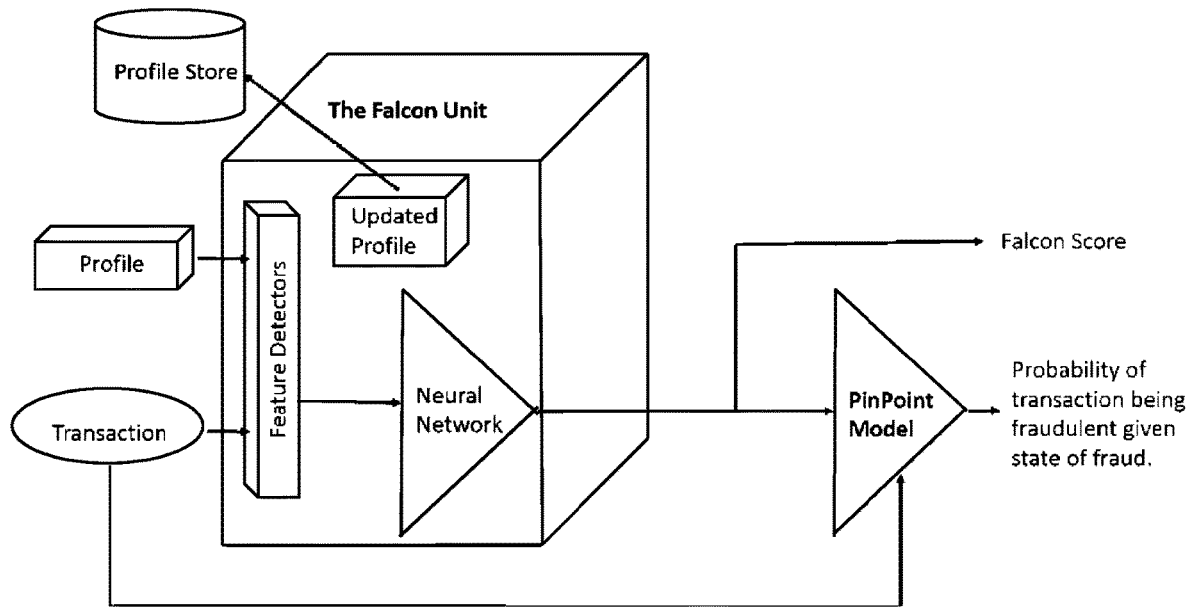 Profile Store
The Falcon Unit
Updated
Profile
Profile
Feature Detectors
Transaction
Neural
Network
Falcon Score
PinPoint
Model
Probability of
transaction being
fraudulent given
state of fraud.